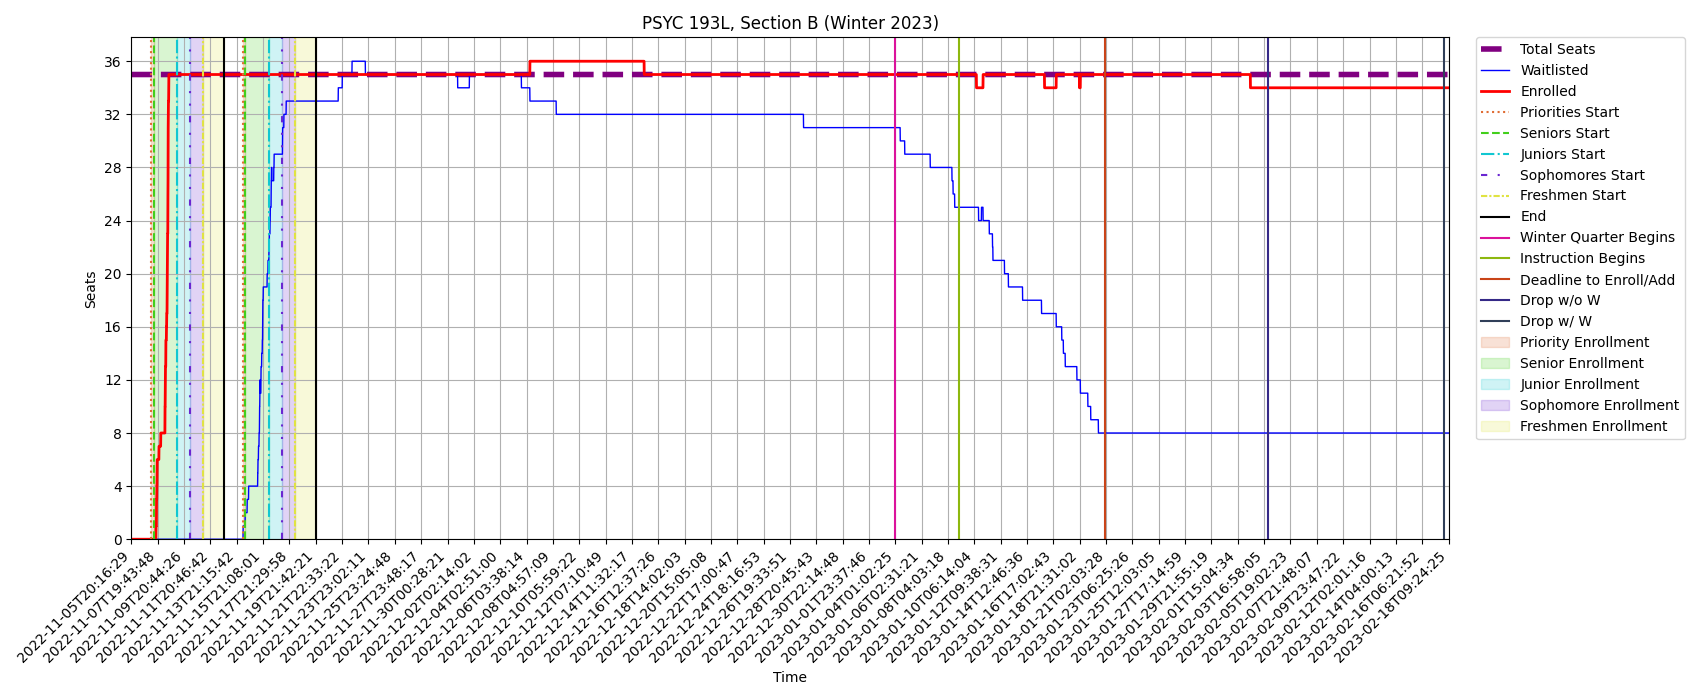 PSYC 193L, Section B (Winter 2023)
Seats
36
32
28
24
20
16
12
8
4
0
2022-11-05T20:16:29
2022-11-07T19:43:48
2022-11-09T20:44:26
2022-11-11T20:46:42
2022-11-13T21:15:42
2022-11-15T21:08:01
2022-11-17T21:29:58
2022-11-19T21:42:21
2022-11-21T22:33:22
2022-11-23T23:02:11
2022-11-25T23:24:48
2022-11-27T23:48:17
2022-11-30T00:28:21
2022-12-02T02:14:02
2022-12-04T02:51:00
2022-12-06T03:38:14
2022-12-08T04:57:09
2022-12-10T05:59:22
2022-12-12T07:10:49
2022-12-14T11:32:17
2022-12-16T12:37:26
2022-12-18T14:02:03
2022-12-20T15:05:08
2022-12-22T17:00:47
2022-12-24T18:16:53
2022-12-26T19:33:51
2022-12-28T20:45:43
2022-12-30T22:14:48
2023-01-01T23:37:46
2023-01-04T01:02:25
2023-01-06T02:31:21
2023-01-08T04:03:18
2023-01-10T06:14:04
2023-01-12T09:38:31
2023-01-14T12:46:36
2023-01-16T17:02:43
2023-01-18T21:31:02
2023-01-21T02:03:28
2023-01-23T06:25:26
2023-01-25T12:03:05
2023-01-27T17:14:59
2023-01-29T21:55:19
2023-02-01T15:04:34
2023-02-03T16:58:05
2023-02-05T19:02:23
2023-02-07T21:48:07
2023-02-09T23:47:22
2023-02-12T02:01:16
2023-02-14T04:00:13
2023-02-16T06:21:52
2023-02-18T09:24:25
Time
Total Seats
Waitlisted
Enrolled
Priorities Start
Seniors Start
Juniors Start
Sophomores Start
Freshmen Start
End
Winter Quarter Begins
Instruction Begins
Deadline to Enroll/Add
Drop w/o W
Drop w/ W
Priority Enrollment
Senior Enrollment
Junior Enrollment
Sophomore Enrollment
Freshmen Enrollment